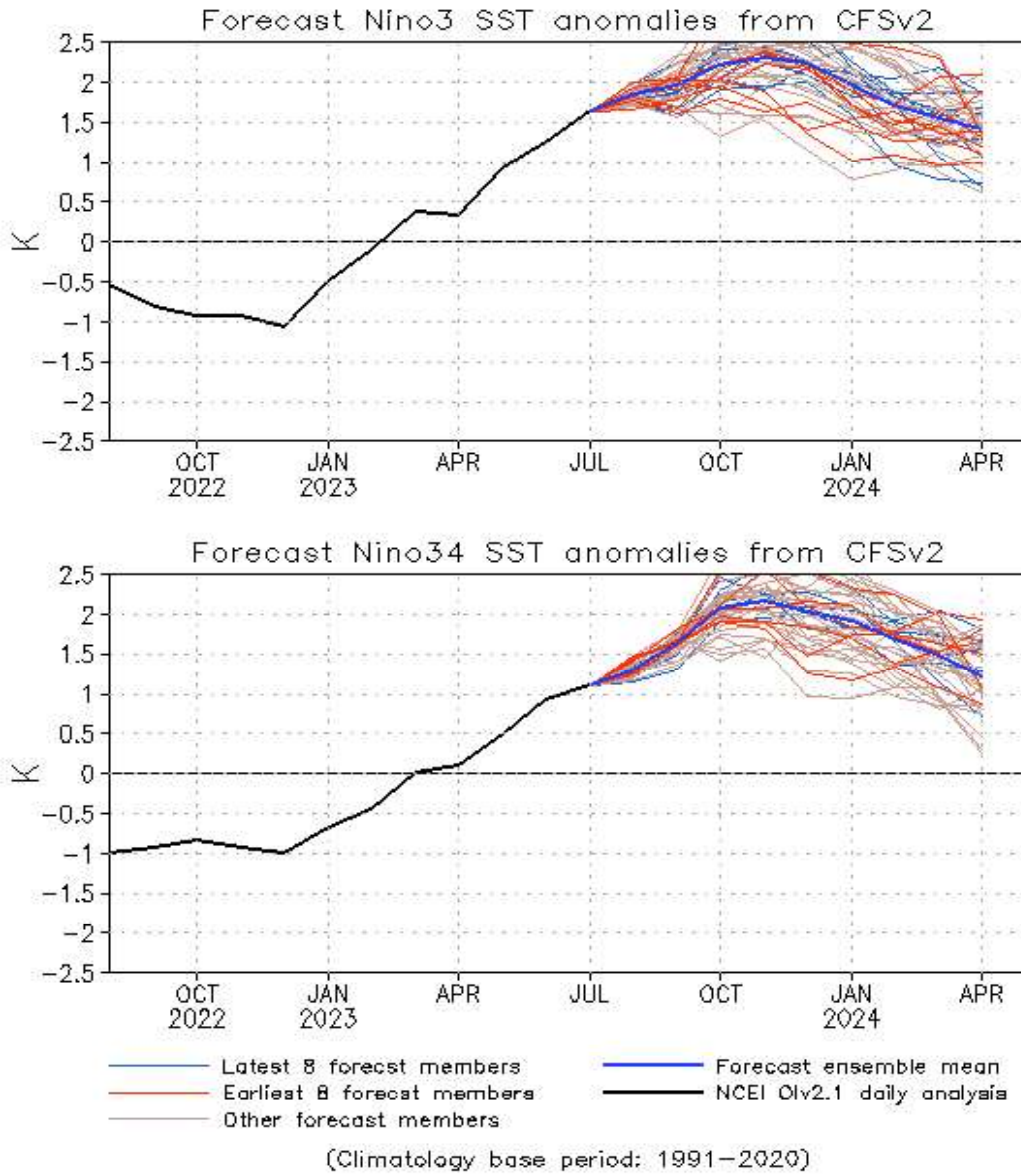 Forecast Nino3 SST anomalies from CFSv2
2.5
2
1.5
1
0.5
0
-0.5
-1
-1.5
-2
-2.5
K
OCT JAN APR JUL OCT JAN APR
2022 2023 2024
Forecast Nino34 SST anomalies from CFSv2
2.5
2
1.5
1
0.5
0
-0.5
-1
-1.5
-2
-2.5
K
OCT JAN APR JUL OCT JAN APR
2022 2023 2024
Latest 8 forecst members Forecast ensemble mean
Earliest 8 forecst members NCEI OIv2.1 daily analysis
Other forecast members
(Climatology base period: 1991-2020)